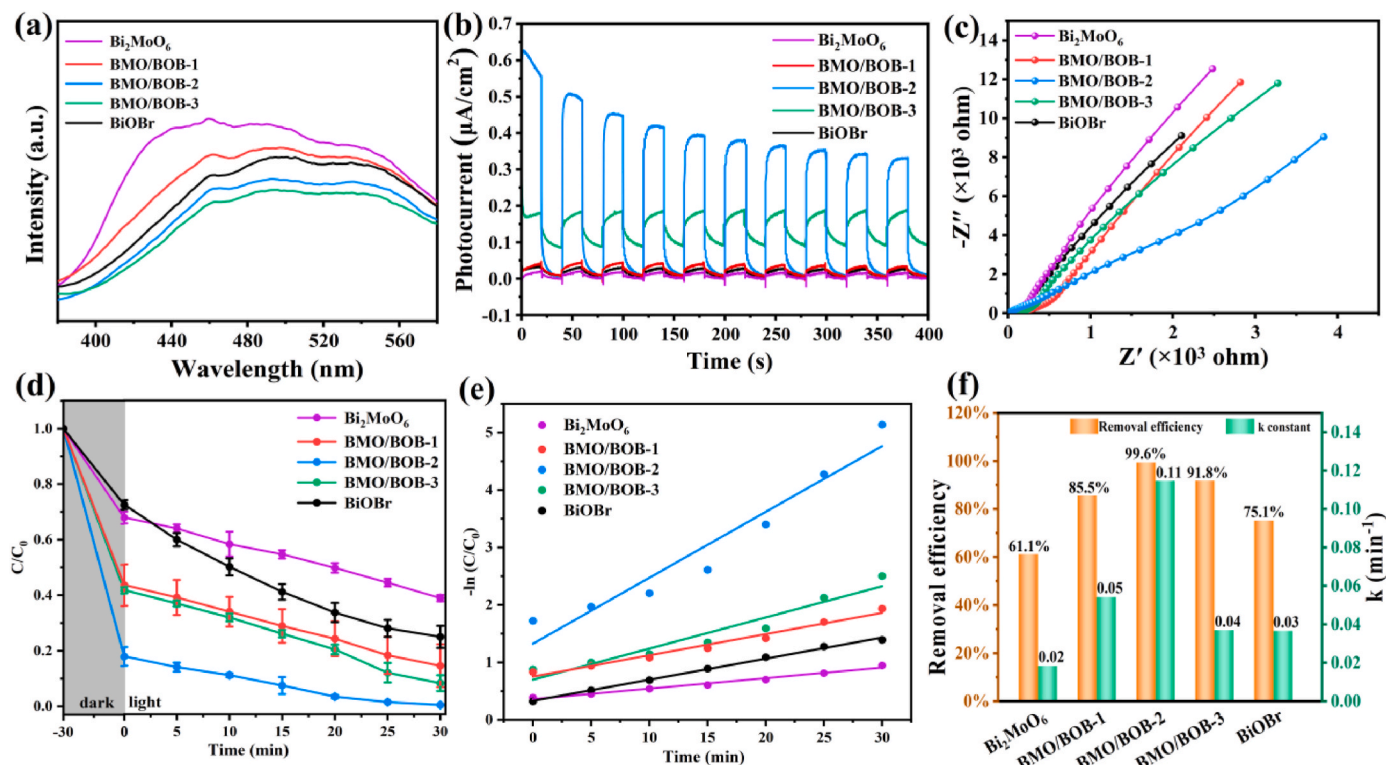 (a)
Bi₂MoO₆
BMO/BOB-1
BMO/BOB-2
BMO/BOB-3
BiOBr
Intensity (a.u.)
400 440 480 520 560
Wavelength (nm)
(b)
0.7
0.6
0.5
0.4
0.3
0.2
0.1
0.0
-0.1
Bi₂MoO₆
BMO/BOB-1
BMO/BOB-2
BMO/BOB-3
BiOBr
Photocurrent (μA/cm²)
0 50 100 150 200 250 300 350 400
Time (s)
(c)
14
12
10
8
6
4
2
0
Bi₂MoO₆
BMO/BOB-1
BMO/BOB-2
BMO/BOB-3
BiOBr
-Z″ (×10³ ohm)
0 1 2 3 4
Z′ (×10³ ohm)
(d)
1.0
0.8
0.6
0.4
0.2
0.0
Bi₂MoO₆
BMO/BOB-1
BMO/BOB-2
BMO/BOB-3
BiOBr
C/C₀
dark light
-30 0 5 10 15 20 25 30
Time (min)
(e)
5
4
3
2
1
0
Bi₂MoO₆
BMO/BOB-1
BMO/BOB-2
BMO/BOB-3
BiOBr
-ln (C/C₀)
0 5 10 15 20 25 30
Time (min)
(f)
120%
100%
80%
60%
40%
20%
0%
Removal efficiency
Removal efficiency k constant
61.1% 85.5% 99.6% 91.8% 75.1%
0.02 0.05 0.11 0.04 0.03
0.14
0.12
0.10
0.08
0.06
0.04
0.02
0.00
k (min⁻¹)
Bi₂MoO₆
BMO/BOB-1
BMO/BOB-2
BMO/BOB-3
BiOBr